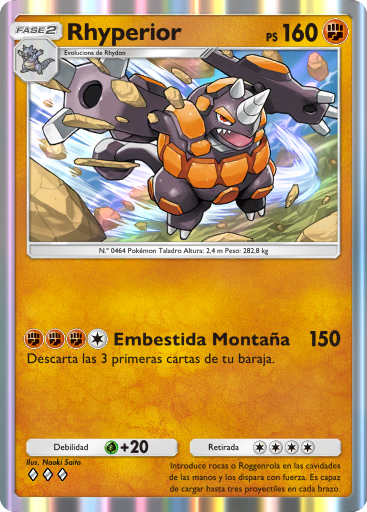 FASE 2
Rhyperior
PS 160
Evoluciona de Rhydon
N.º 0464 Pokémon Taladro Altura: 2,4 m Peso: 282,8 kg
Embestida Montaña 150
Descarta las 3 primeras cartas de tu baraja.
Debilidad +20 Retirada
Ilus. Naoki Saito
Introduce rocas o Roggenrola en las cavidades
de las manos y los dispara con fuerza. Es capaz
de cargar hasta tres proyectiles en cada brazo.